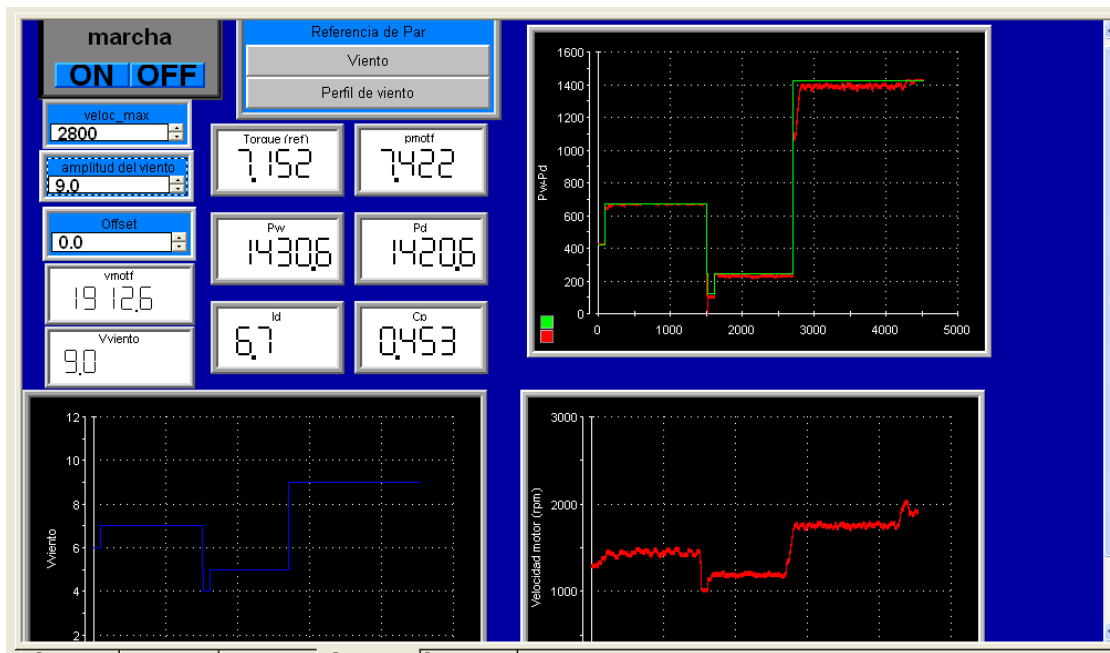 marcha
ON OFF
Referencia de Par
Viento
Perfil de viento
veloc_max
2800
amplitud del viento
9.0
Offset
0.0
vmotf
1912.6
Vviento
9.0
Torque (ref)
7.152
pmotf
7.422
Pw
1430.6
Pd
1420.6
Id
6.7
Cp
0.453
Pw-Pd
1600
1400
1200
1000
800
600
400
200
0
0 1000 2000 3000 4000 5000
Vviento
12
10
8
6
4
2
Velocidad motor (rpm)
3000
2000
1000